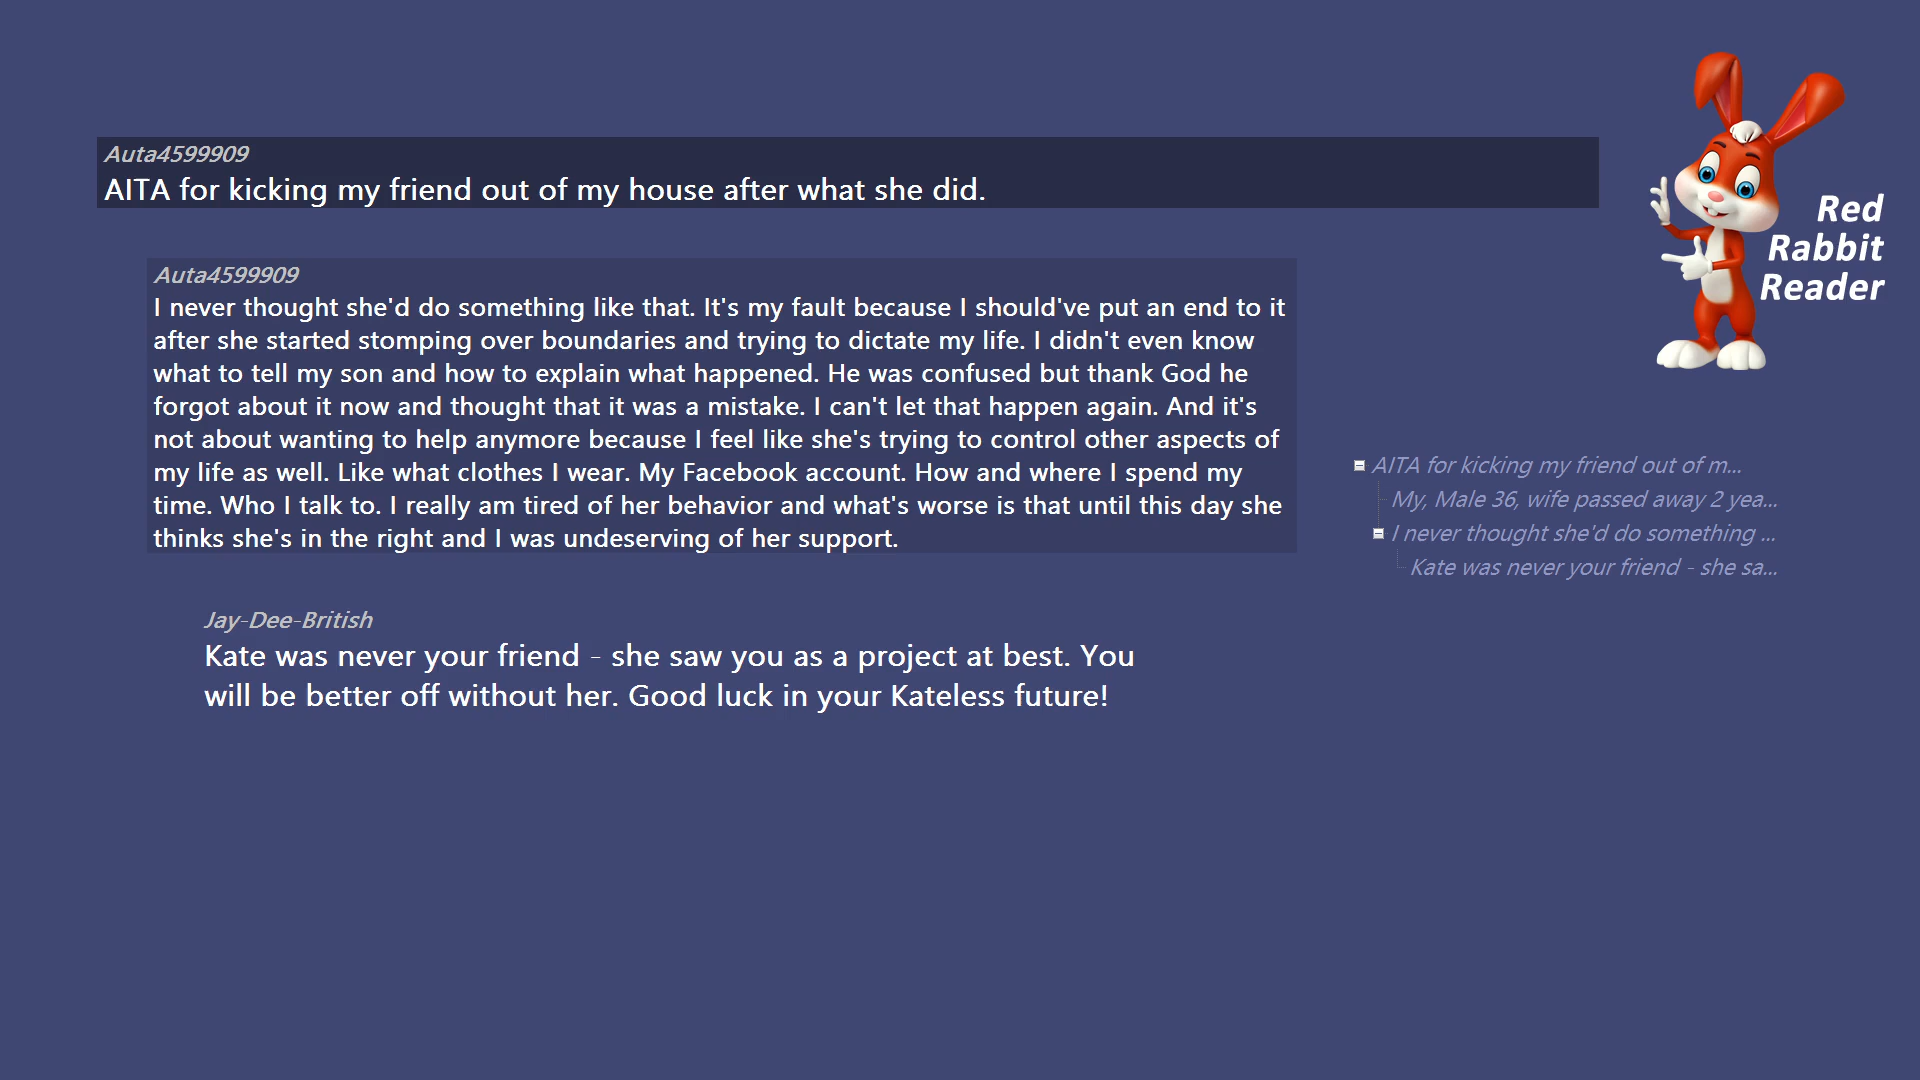 Auta4599909
AITA for kicking my friend out of my house after what she did.
Red
Rabbit
Reader
Auta4599909
I never thought she'd do something like that. It's my fault because I should've put an end to it
after she started stomping over boundaries and trying to dictate my life. I didn't even know
what to tell my son and how to explain what happened. He was confused but thank God he
forgot about it now and thought that it was a mistake. I can't let that happen again. And it's
not about wanting to help anymore because I feel like she's trying to control other aspects of
my life as well. Like what clothes I wear. My Facebook account. How and where I spend my
time. Who I talk to. I really am tired of her behavior and what's worse is that until this day she
thinks she's in the right and I was undeserving of her support.
AITA for kicking my friend out of m...
My, Male 36, wife passed away 2 yea...
I never thought she'd do something ...
Kate was never your friend - she sa...
Jay-Dee-British
Kate was never your friend - she saw you as a project at best. You
will be better off without her. Good luck in your Kateless future!